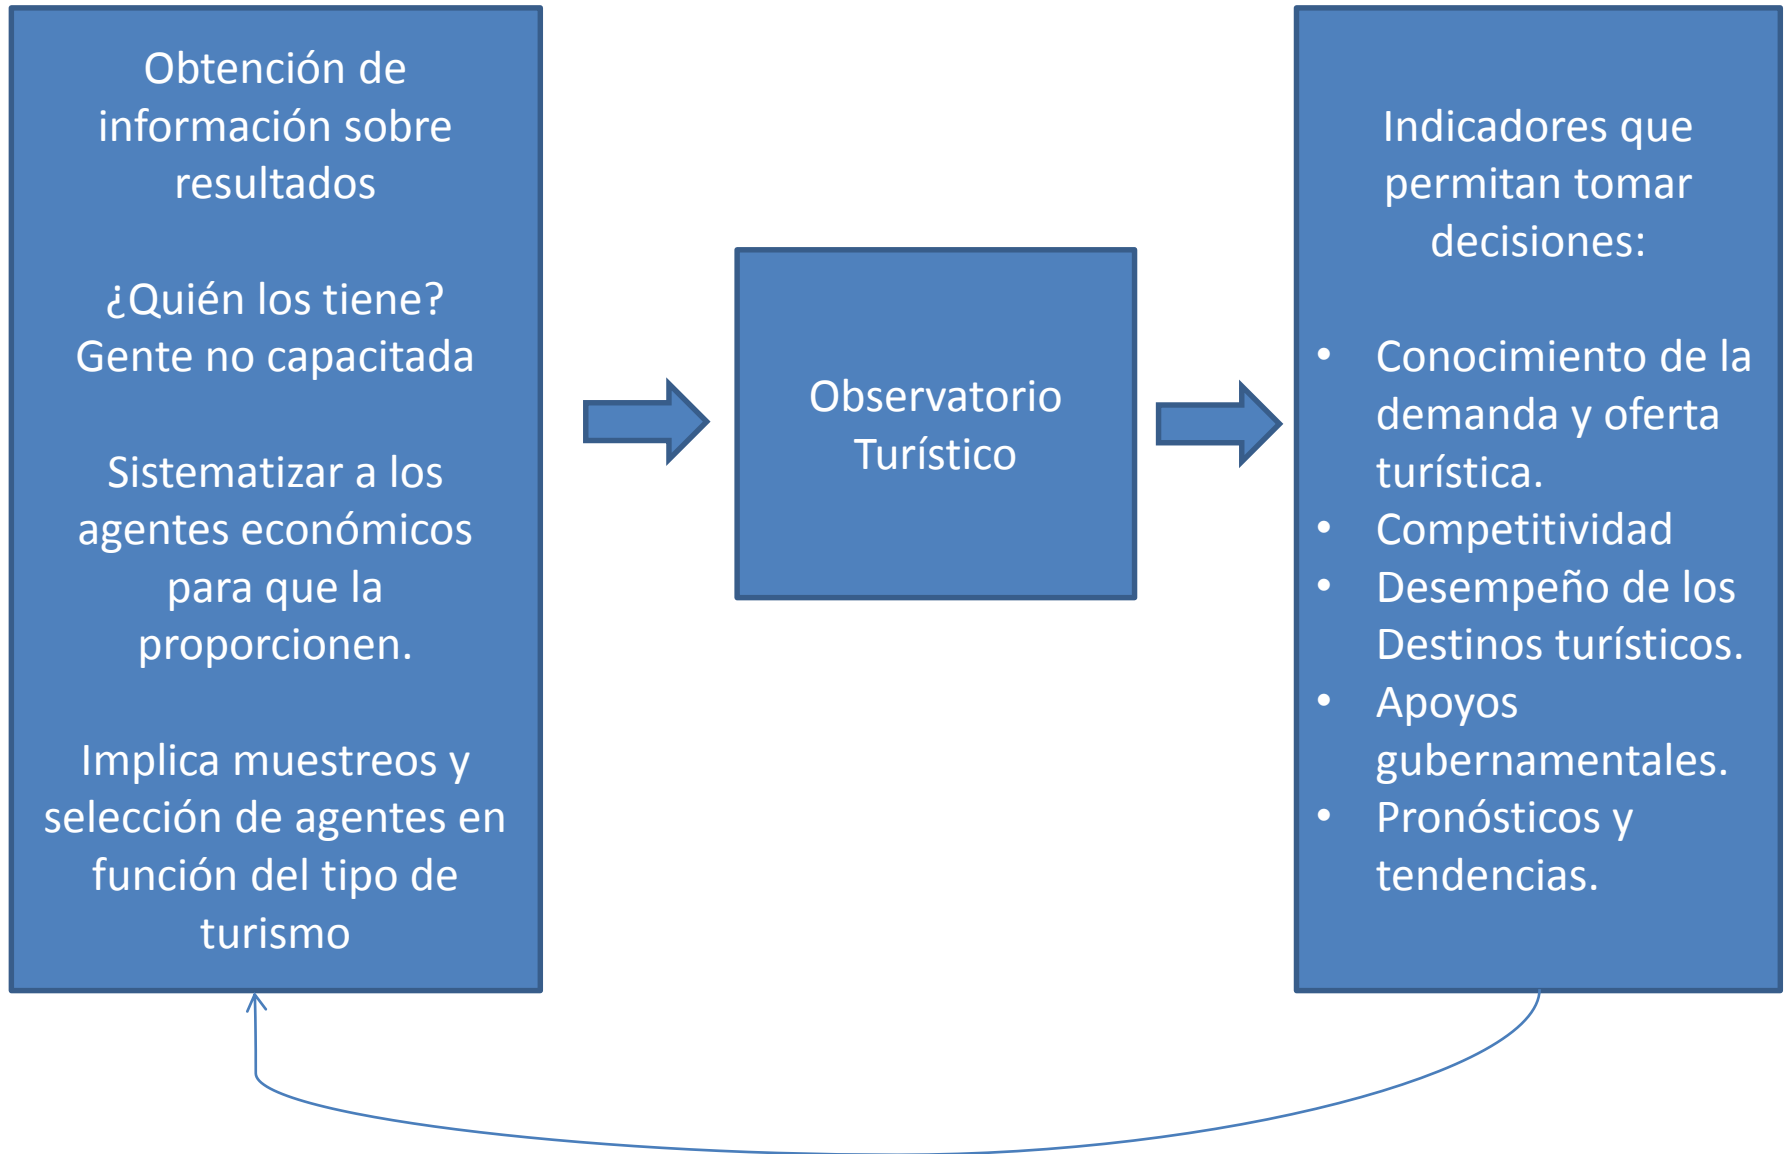 Obtención de
información sobre
resultados
¿Quién los tiene?
Gente no capacitada
Sistematizar a los
agentes económicos
para que la
proporcionen.
Implica muestreos y
selección de agentes en
función del tipo de
turismo
Observatorio
Turístico
Indicadores que
permitan tomar
decisiones:
• Conocimiento de la
demanda y oferta
turística.
• Competitividad
• Desempeño de los
Destinos turísticos.
• Apoyos
gubernamentales.
• Pronósticos y
tendencias.